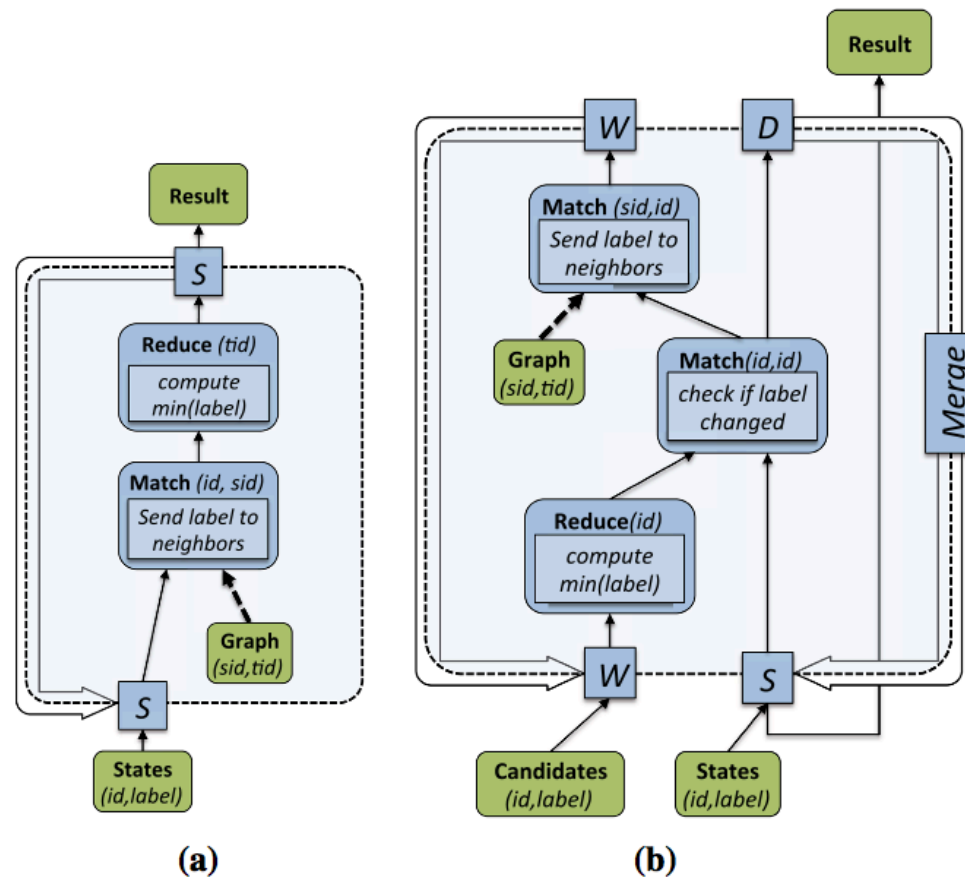 Result
S
Reduce (tid)
compute
min(label)
Match (id, sid)
Send label to
neighbors
Graph
(sid,tid)
S
States
(id,label)
(a)
Result
W
D
Match (sid,id)
Send label to
neighbors
Graph
(sid,tid)
Match(id,id)
check if label
changed
Merge
Reduce(id)
compute
min(label)
W
S
Candidates
(id,label)
States
(id,label)
(b)